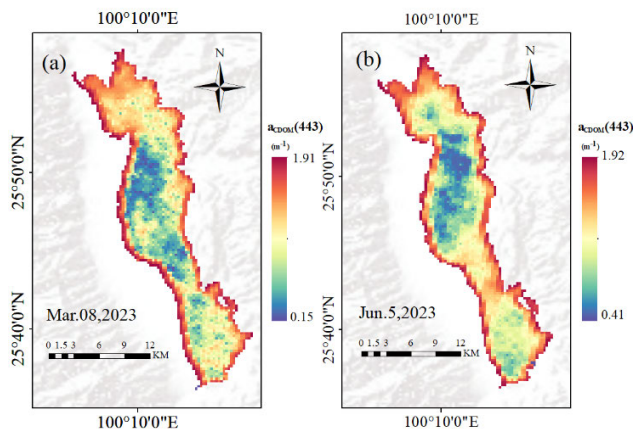 100°10'0"E
100°10'0"E
(a)
N
a_CDOM(443)
(m⁻¹)
1.91
0.15
25°50'0"N
25°40'0"N
Mar.08,2023
0 1.5 3 6 9 12
KM
100°10'0"E
(b)
N
a_CDOM(443)
(m⁻¹)
1.92
0.41
25°50'0"N
25°40'0"N
Jun.5,2023
0 1.5 3 6 9 12
KM
100°10'0"E